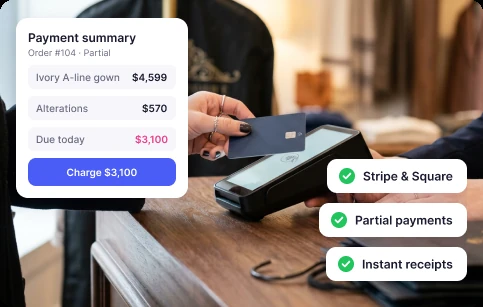 Payment summary
Order #104 · Partial
Ivory A-line gown $4,599
Alterations $570
Due today $3,100
Charge $3,100
Stripe & Square
Partial payments
Instant receipts